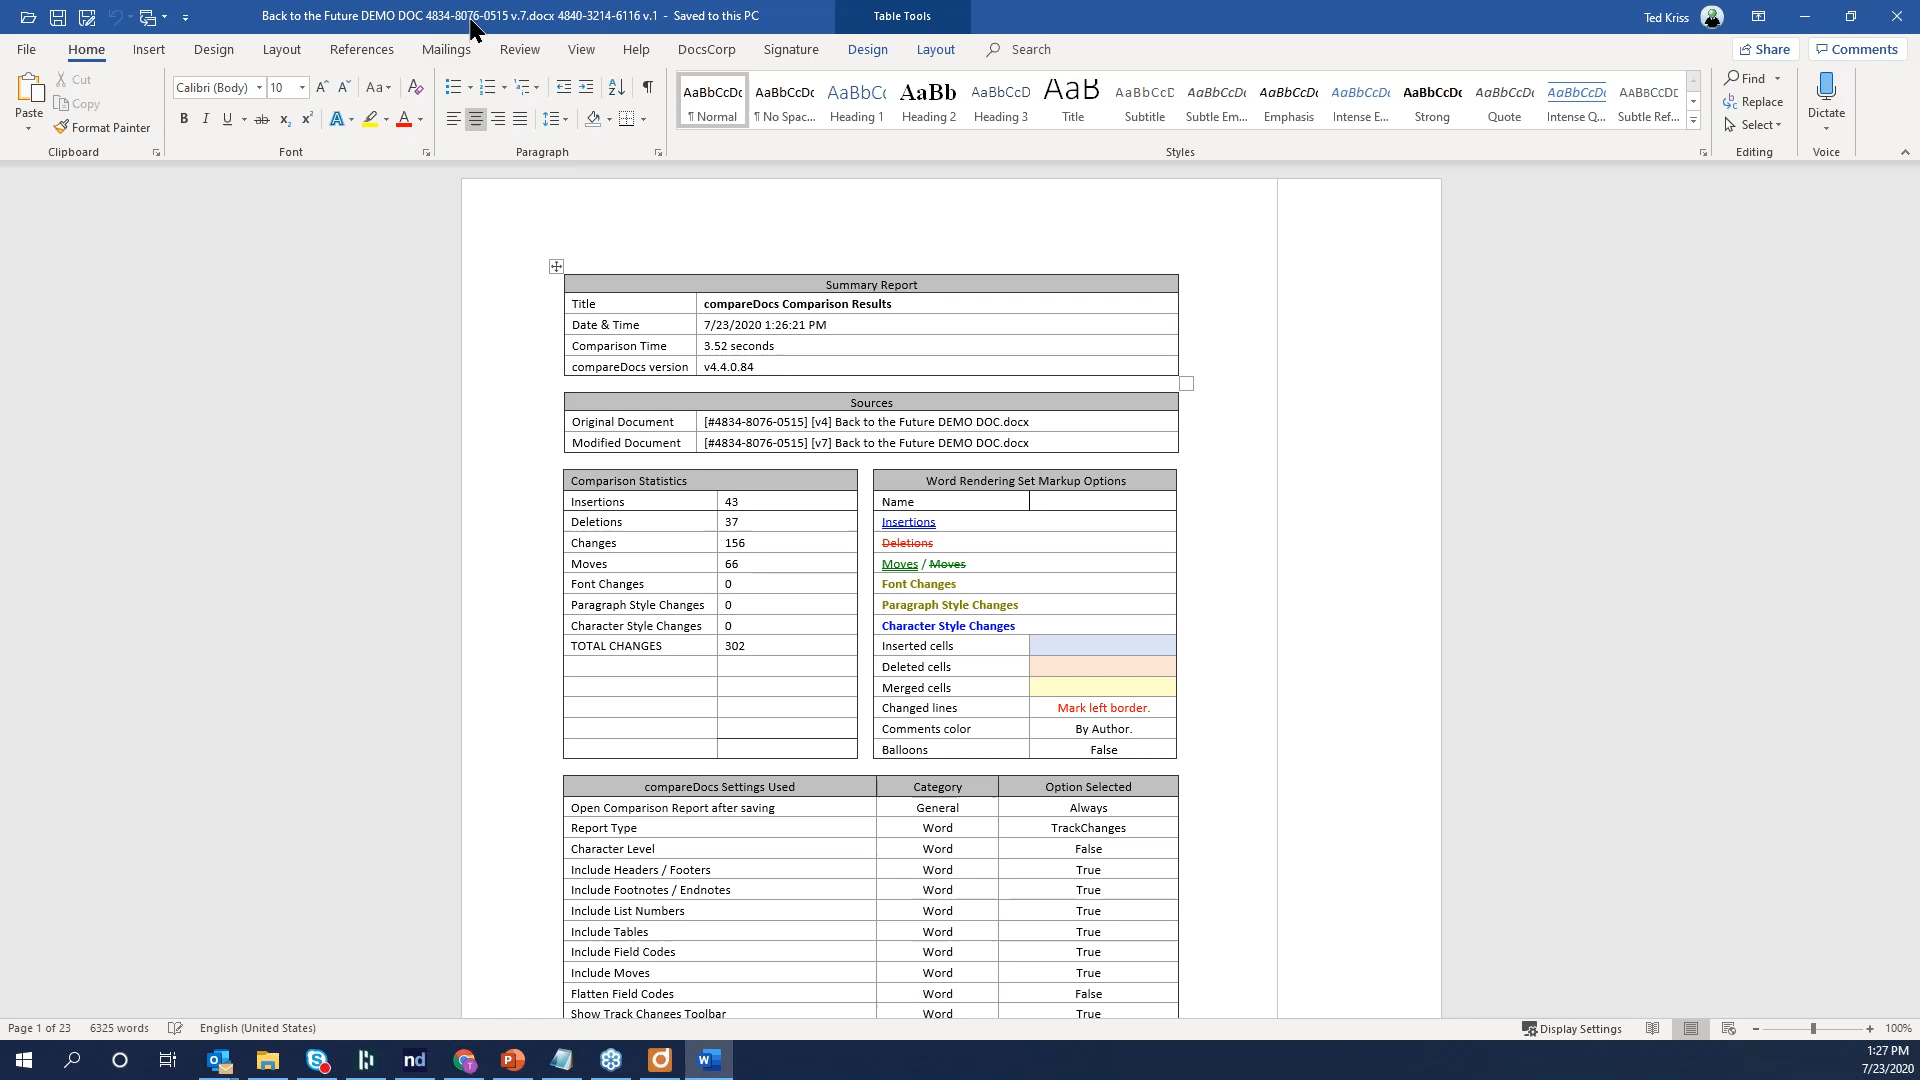 Back to the Future DEMO DOC 4834-8076-0515 v.7.docx 4840-3214-6116 v.1 - Saved to this PC
Table Tools
Ted Kriss
File Home Insert Design Layout References Mailings Review View Help DocsCorp Signature Design Layout Search Share Comments
Paste
Cut
Copy
Format Painter
Calibri (Body) 10
AaBbCcDc AaBbCcDc AaBbCc AaBb AaBbCcD AaB AaBbCcD AaBbCcDc AaBbCcDc AaBbCcDc AaBbCcDc AaBbCcDc AaBbCcDc AABBCCDE
¶ Normal ¶ No Spac... Heading 1 Heading 2 Heading 3 Title Subtitle Subtle Em... Emphasis Intense E... Strong Quote Intense Q... Subtle Ref...
Find
Replace
Select
Dictate
Clipboard Font Paragraph Styles Editing Voice
Summary Report
Title compareDocs Comparison Results
Date & Time 7/23/2020 1:26:21 PM
Comparison Time 3.52 seconds
compareDocs version v4.4.0.84
Sources
Original Document [#4834-8076-0515] [v4] Back to the Future DEMO DOC.docx
Modified Document [#4834-8076-0515] [v7] Back to the Future DEMO DOC.docx
Comparison Statistics
Insertions 43
Deletions 37
Changes 156
Moves 66
Font Changes 0
Paragraph Style Changes 0
Character Style Changes 0
TOTAL CHANGES 302
Word Rendering Set Markup Options
Name
Insertions
Deletions
Moves / Moves
Font Changes
Paragraph Style Changes
Character Style Changes
Inserted cells
Deleted cells
Merged cells
Changed lines Mark left border.
Comments color By Author.
Balloons False
compareDocs Settings Used Category Option Selected
Open Comparison Report after saving General Always
Report Type Word TrackChanges
Character Level Word False
Include Headers / Footers Word True
Include Footnotes / Endnotes Word True
Include List Numbers Word True
Include Tables Word True
Include Field Codes Word True
Include Moves Word True
Flatten Field Codes Word False
Show Track Changes Toolbar Word True
Page 1 of 23 6325 words English (United States) Display Settings 100%
1:27 PM
7/23/2020